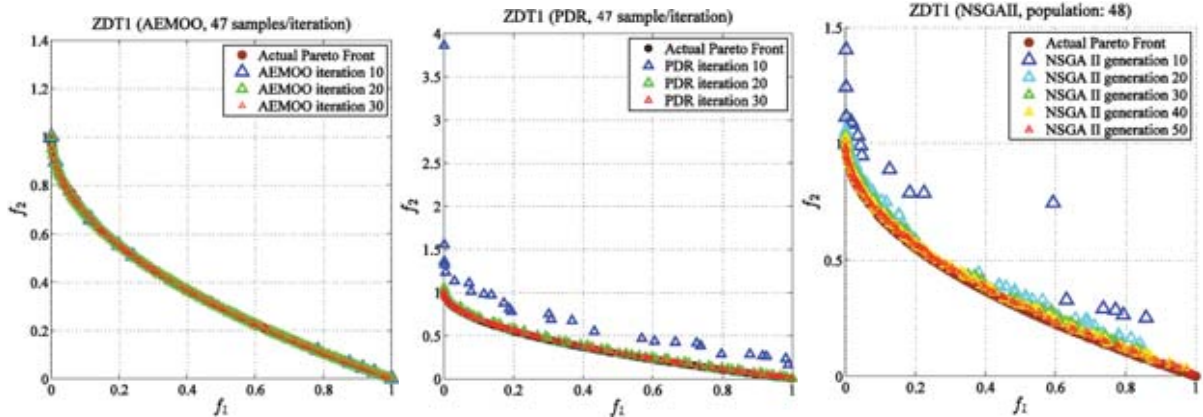 ZDT1 (AEMOO, 47 samples/iteration)
1.4
1.2
1
0.8
0.6
0.4
0.2
0
f2
0
0.2
0.4
0.6
0.8
1
f1
Actual Pareto Front
AEMOO iteration 10
AEMOO iteration 20
AEMOO iteration 30
ZDT1 (PDR, 47 sample/iteration)
4
3.5
3
2.5
2
1.5
1
0.5
0
f2
0
0.2
0.4
0.6
0.8
1
f1
Actual Pareto Front
PDR iteration 10
PDR iteration 20
PDR iteration 30
ZDT1 (NSGAII, population: 48)
1.5
1
0.5
0
f2
0
0.2
0.4
0.6
0.8
1
f1
Actual Pareto Front
NSGA II generation 10
NSGA II generation 20
NSGA II generation 30
NSGA II generation 40
NSGA II generation 50